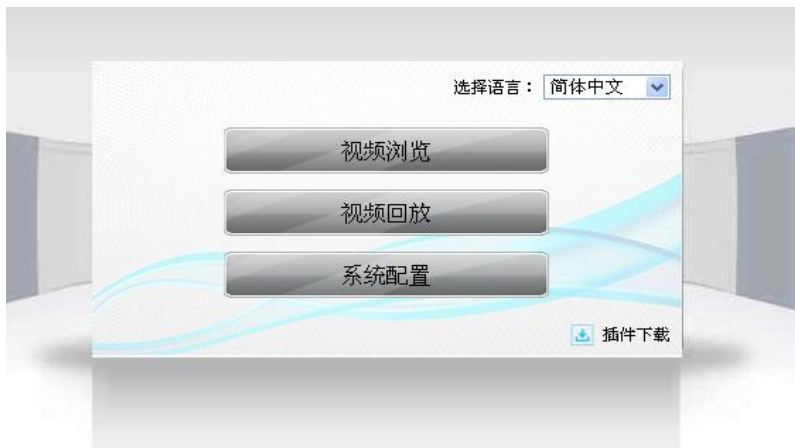 选择语言： 简体中文
视频浏览
视频回放
系统配置
插件下载